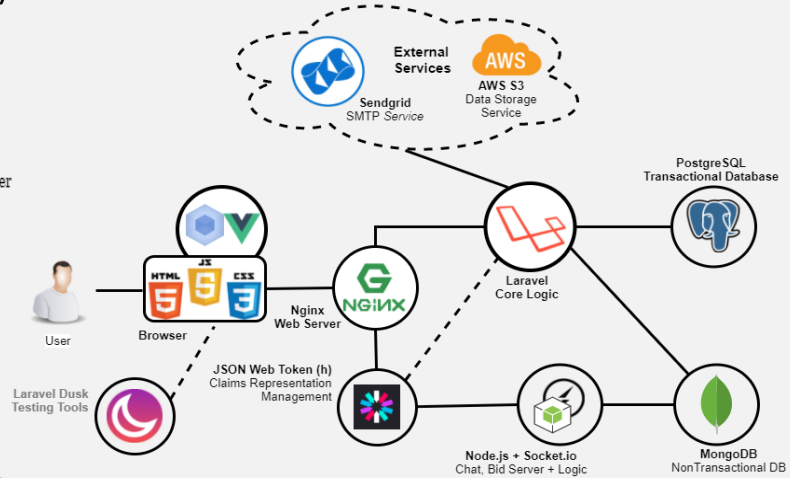 External
Services
AWS
AWS S3
Data Storage
Service
Sendgrid
SMTP Service
PostgreSQL
Transactional Database
er
HTML
JS
CSS
5
S
3
NGiNX
Laravel
Core Logic
Nginx
Web Server
Browser
User
JSON Web Token (h)
Claims Representation
Management
Laravel Dusk
Testing Tools
Node.js + Socket.io
Chat, Bid Server + Logic
MongoDB
NonTransactional DB